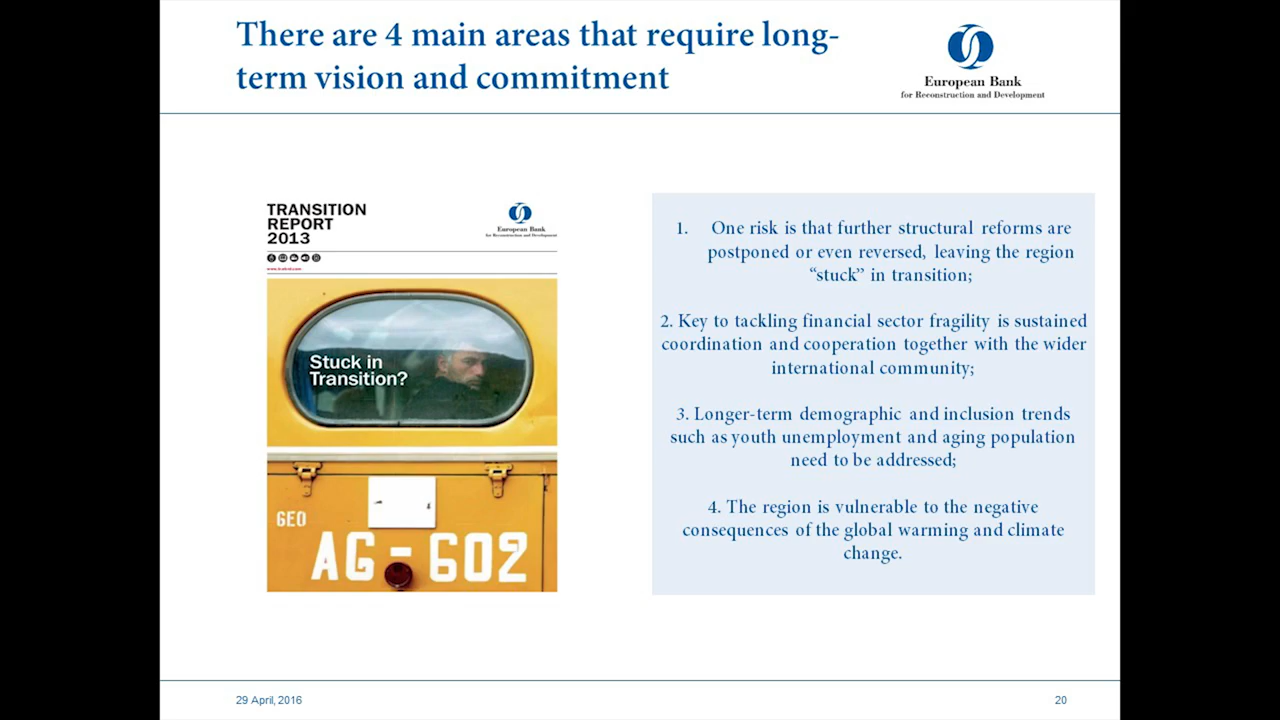 There are 4 main areas that require long-
term vision and commitment
European Bank
for Reconstruction and Development
TRANSITION
REPORT
2013
European Bank
for Reconstruction and Development
Stuck in
Transition?
GEO
AG-602
1. One risk is that further structural reforms are
postponed or even reversed, leaving the region
“stuck” in transition;
2. Key to tackling financial sector fragility is sustained
coordination and cooperation together with the wider
international community;
3. Longer-term demographic and inclusion trends
such as youth unemployment and aging population
need to be addressed;
4. The region is vulnerable to the negative
consequences of the global warming and climate
change.
29 April, 2016
20